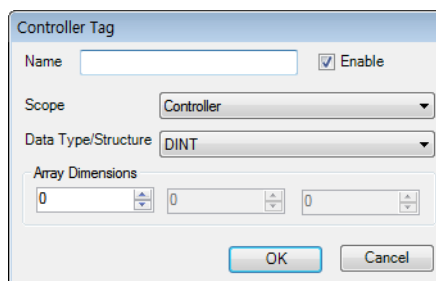 Controller Tag
Name
Enable
Scope
Controller
Data Type/Structure
DINT
Array Dimensions
0
0
0
OK
Cancel